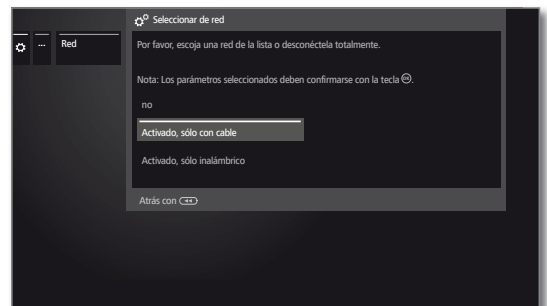 Seleccionar de red
... Red
Por favor, escoja una red de la lista o desconéctela totalmente.
Nota: Los parámetros seleccionados deben confirmarse con la tecla OK.
no
Activado, sólo con cable
Activado, sólo inalámbrico
Atrás con